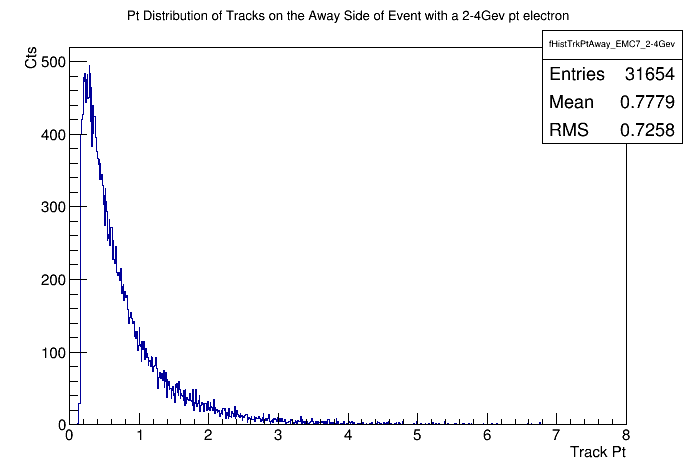 Pt Distribution of Tracks on the Away Side of Event with a 2-4Gev pt electron
fHistTrkPtAway_EMC7_2-4Gev
Entries 31654
Mean 0.7779
RMS 0.7258
Cts
500
400
300
200
100
0
0 1 2 3 4 5 6 7 8
Track Pt